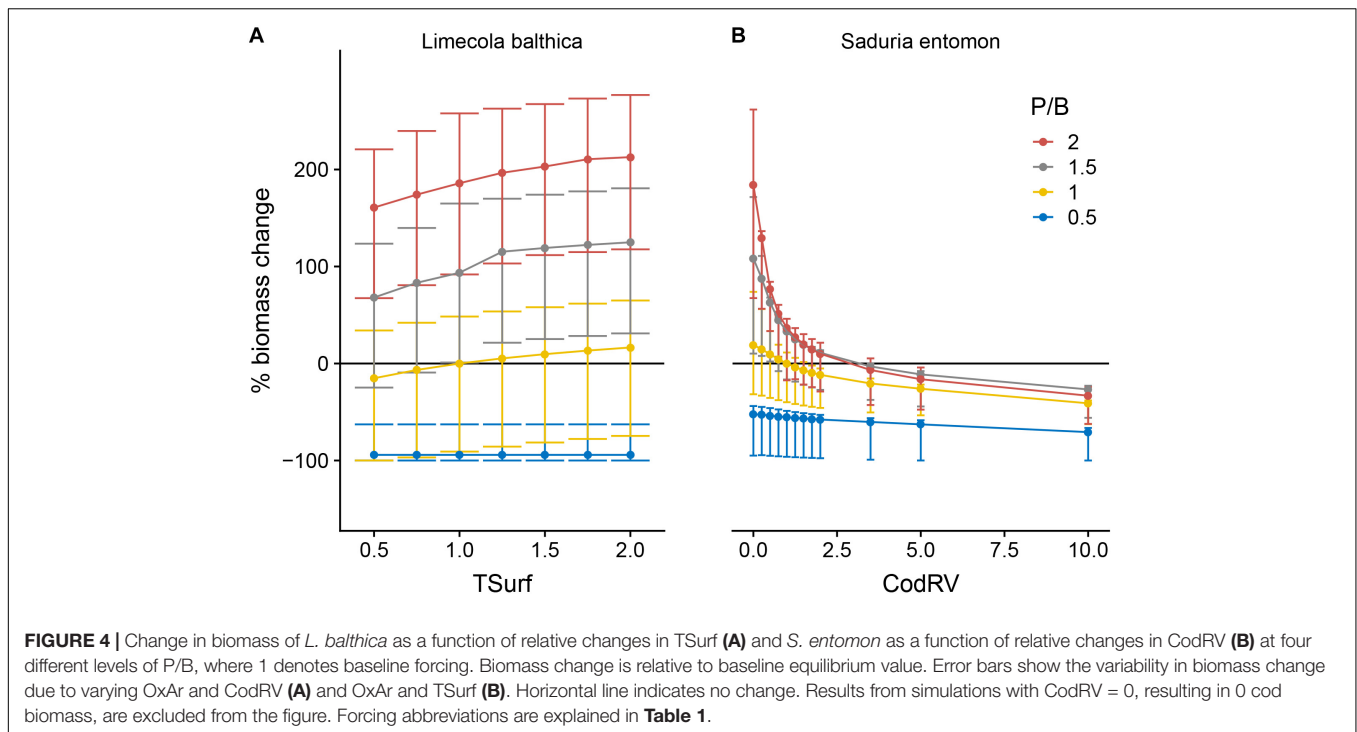 A
Limecola balthica
B
Saduria entomon
% biomass change
200
100
0
−100
0.5
1.0
1.5
2.0
TSurf
0.0
2.5
5.0
7.5
10.0
CodRV
P/B
2
1.5
1
0.5
FIGURE 4 | Change in biomass of L. balthica as a function of relative changes in TSurf (A) and S. entomon as a function of relative changes in CodRV (B) at four
different levels of P/B, where 1 denotes baseline forcing. Biomass change is relative to baseline equilibrium value. Error bars show the variability in biomass change
due to varying OxAr and CodRV (A) and OxAr and TSurf (B). Horizontal line indicates no change. Results from simulations with CodRV = 0, resulting in 0 cod
biomass, are excluded from the figure. Forcing abbreviations are explained in Table 1.